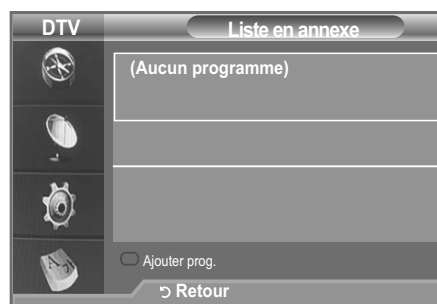 DTV
Liste en annexe
(Aucun programme)
Ajouter prog.
Retour